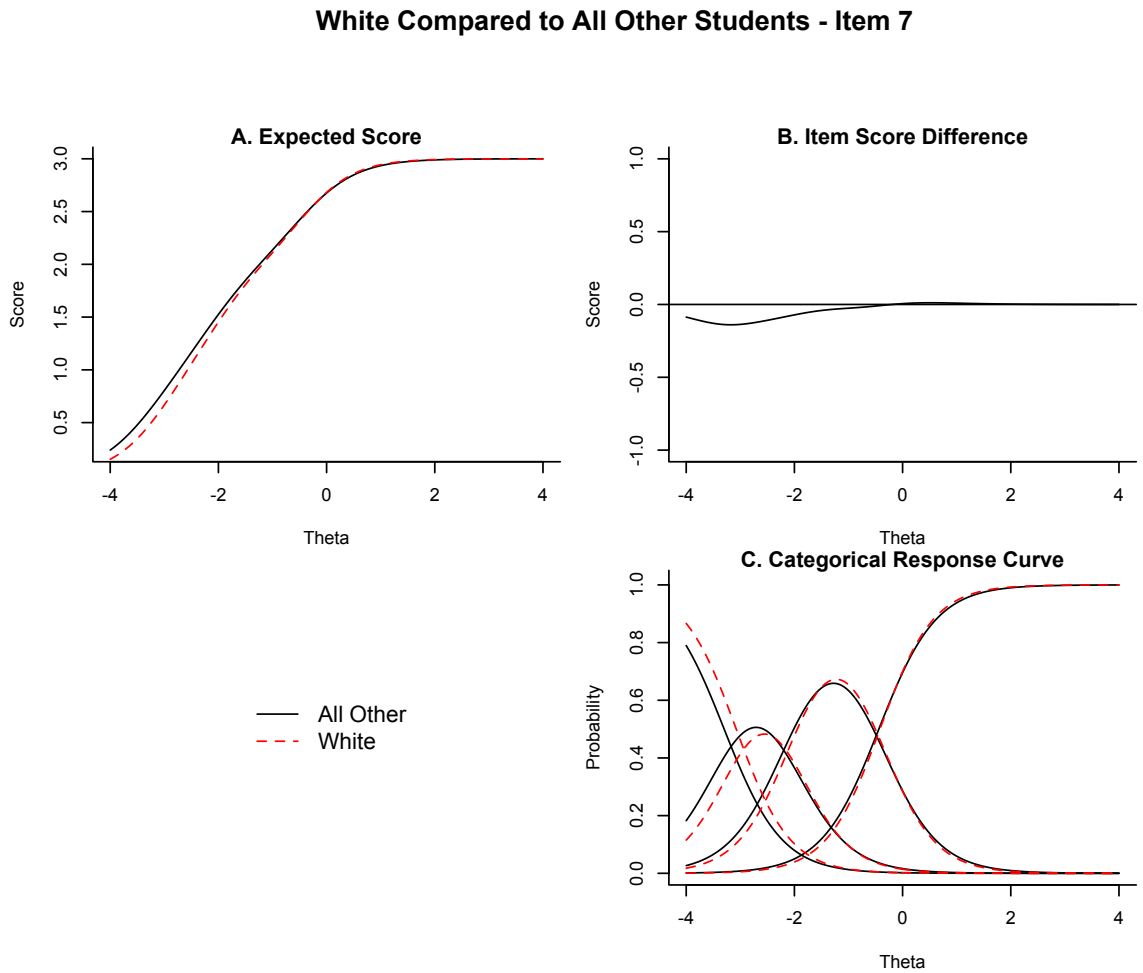 White Compared to All Other Students - Item 7
A. Expected Score
3.0
2.5
2.0
1.5
1.0
0.5
Score
-4 -2 0 2 4
Theta
B. Item Score Difference
1.0
0.5
0.0
-0.5
-1.0
Score
-4 -2 0 2 4
Theta
C. Categorical Response Curve
1.0
0.8
0.6
0.4
0.2
0.0
Probability
-4 -2 0 2 4
Theta
All Other
White